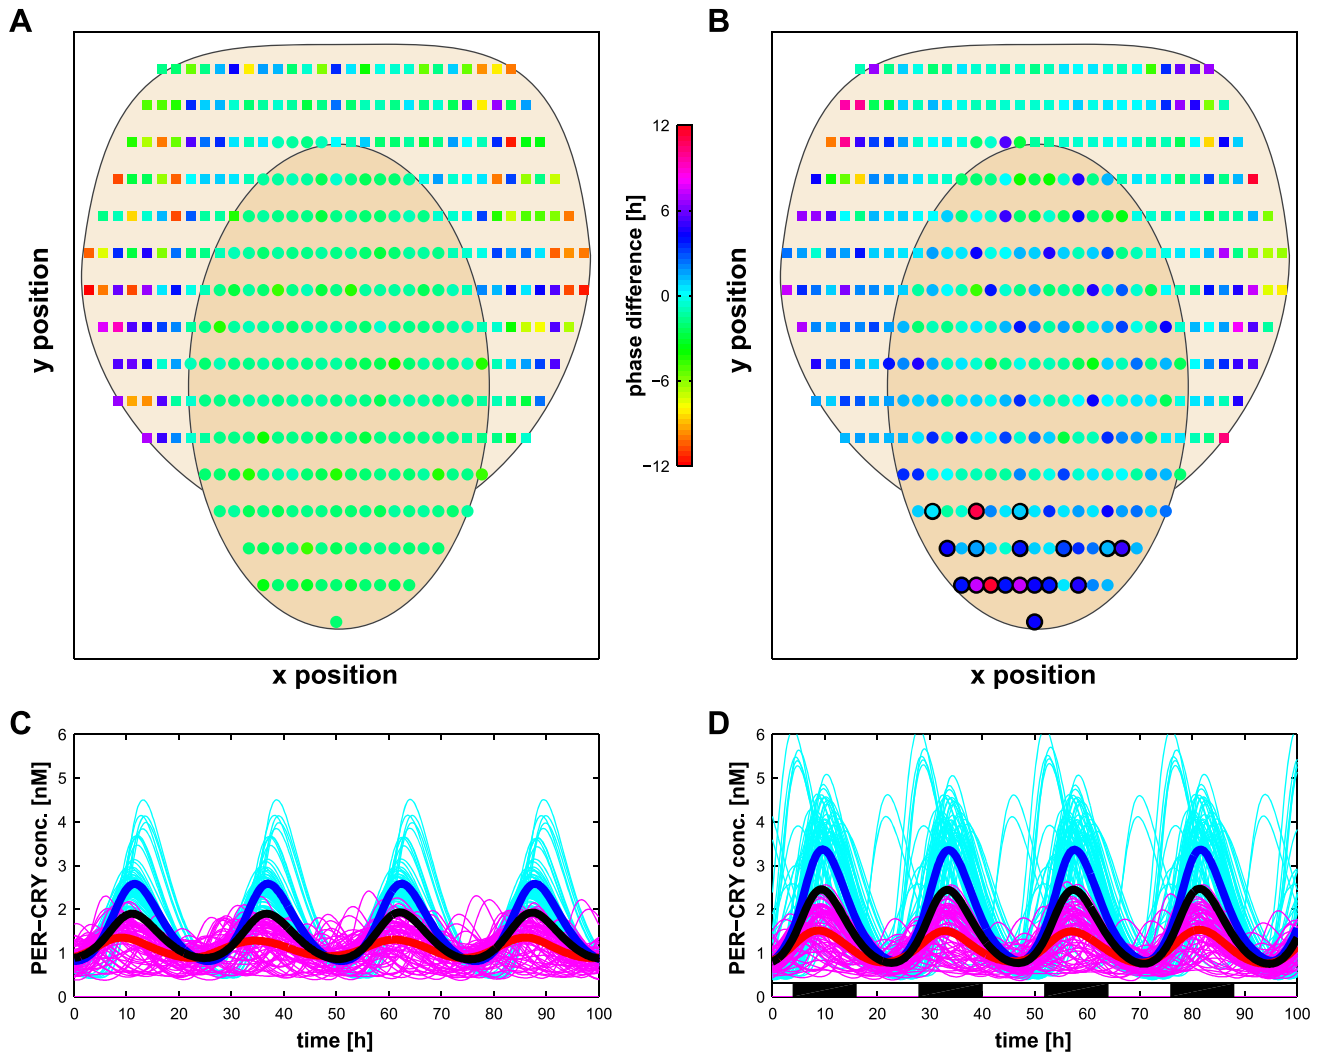 A
B
y position
x position
12
6
0
−6
−12
phase difference [h]
y position
x position
C
6
5
4
3
2
1
0
PER−CRY conc. [nM]
0 10 20 30 40 50 60 70 80 90 100
time [h]
D
6
5
4
3
2
1
0
PER−CRY conc. [nM]
0 10 20 30 40 50 60 70 80 90 100
time [h]